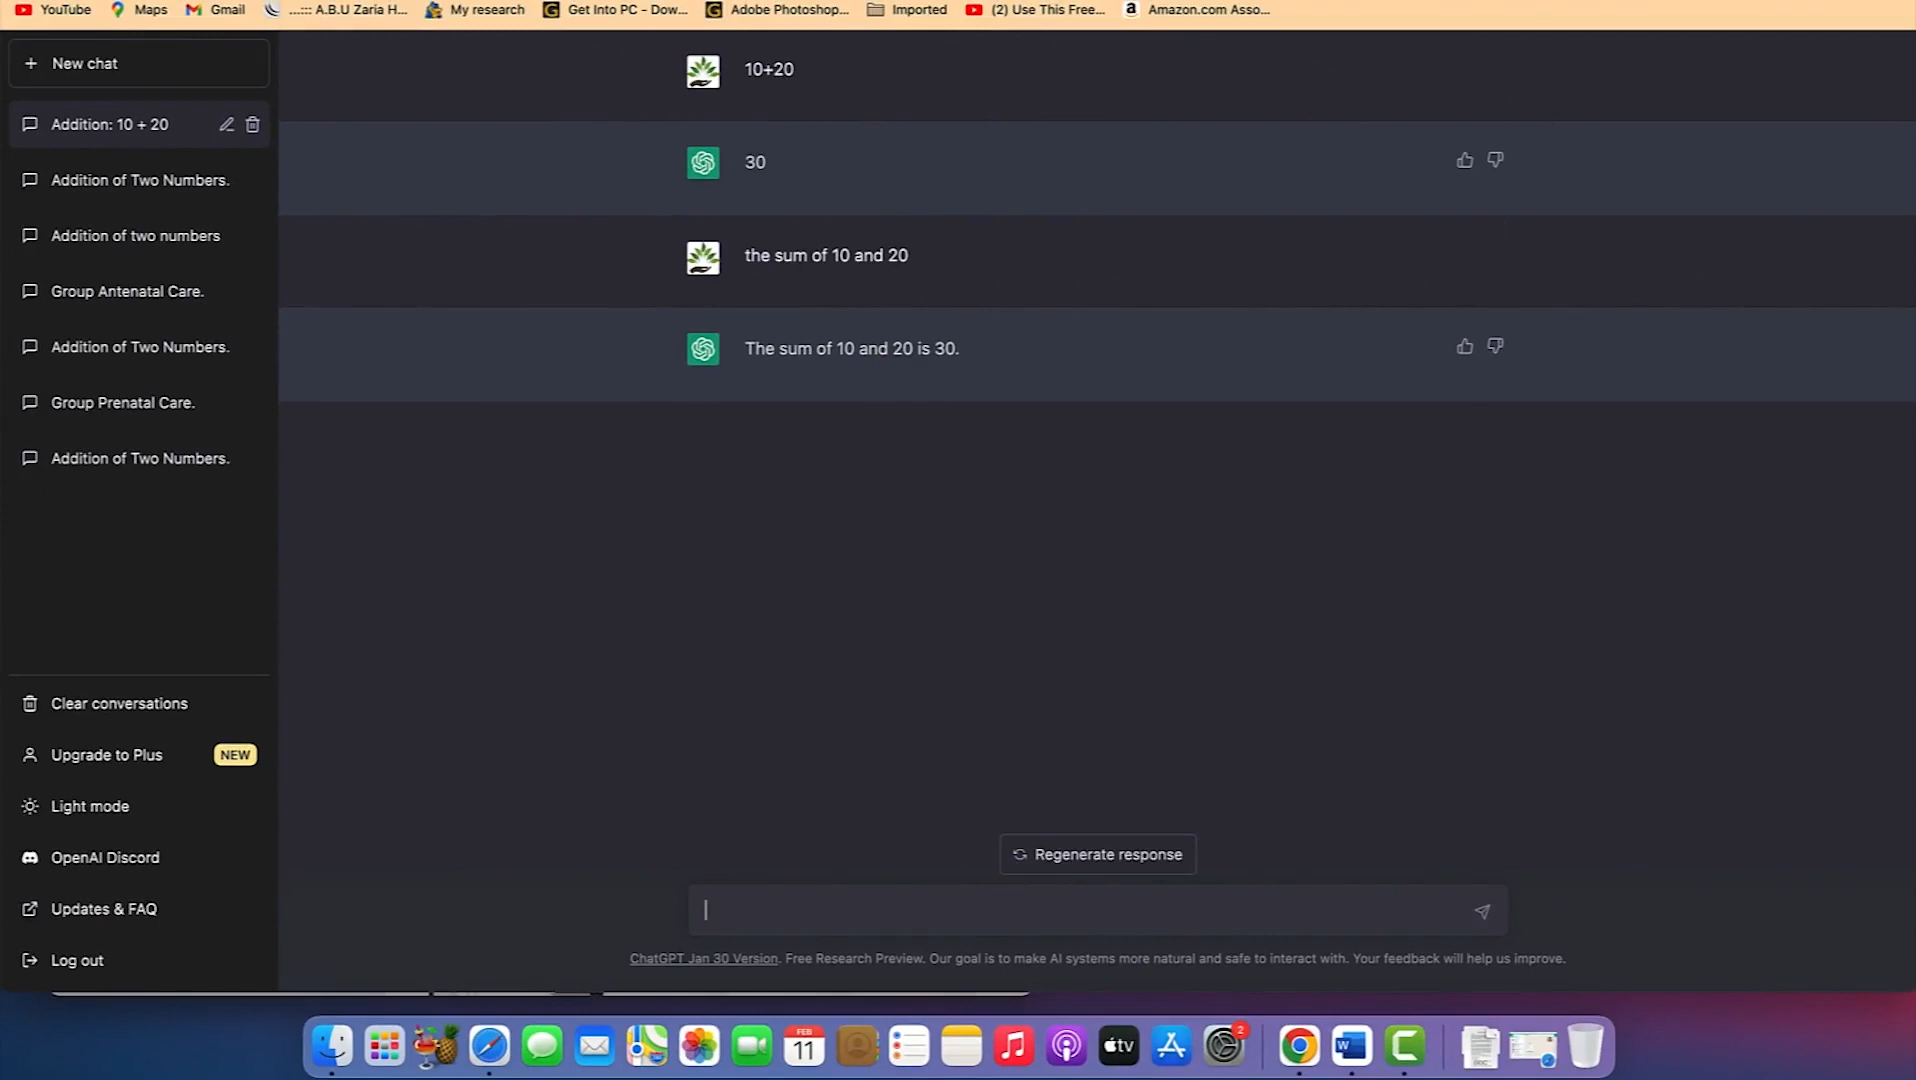 YouTube Maps Gmail ...::: A.B.U Zaria H... My research Get Into PC - Dow... Adobe Photoshop... Imported (2) Use This Free... Amazon.com Asso...
New chat
Addition: 10 + 20
Addition of Two Numbers.
Addition of two numbers
Group Antenatal Care.
Addition of Two Numbers.
Group Prenatal Care.
Addition of Two Numbers.
Clear conversations
Upgrade to Plus NEW
Light mode
OpenAI Discord
Updates & FAQ
Log out
10+20
30
the sum of 10 and 20
The sum of 10 and 20 is 30.
Regenerate response
ChatGPT Jan 30 Version. Free Research Preview. Our goal is to make AI systems more natural and safe to interact with. Your feedback will help us improve.
FEB
11
tv
2
W
DOC